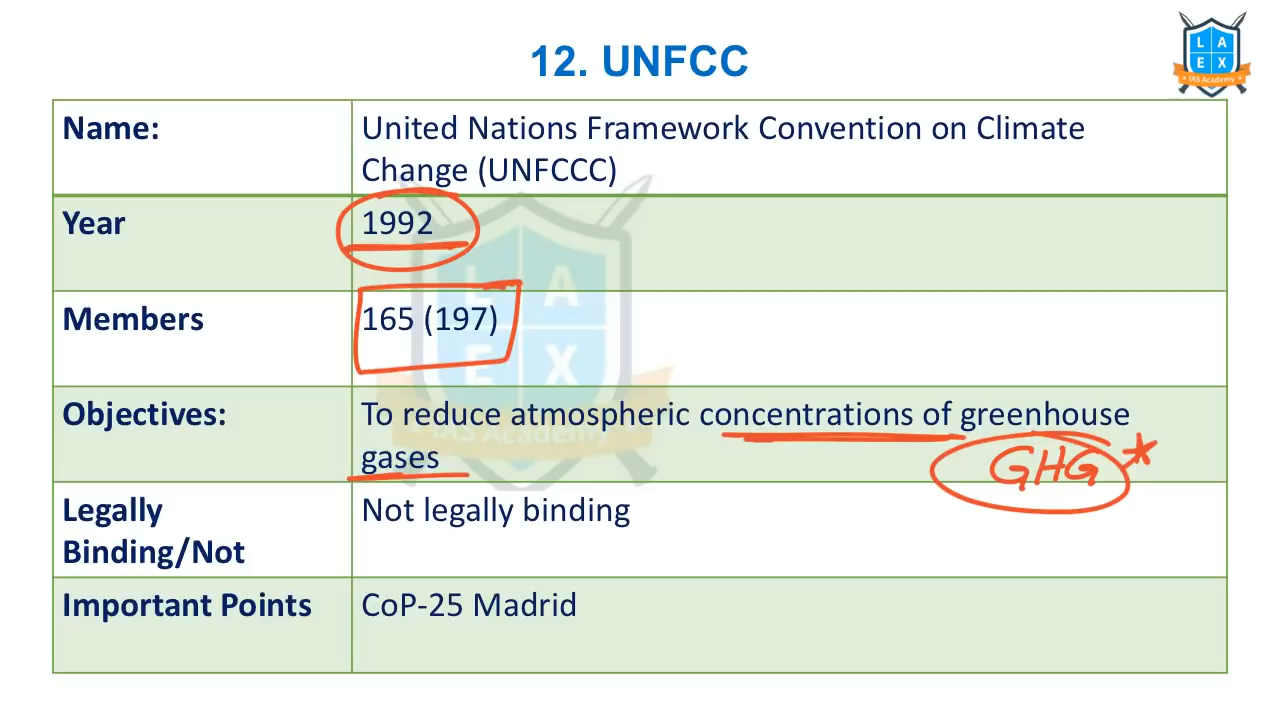 12. UNFCC
L A
E X
IAS Academy
Name:
United Nations Framework Convention on Climate
Change (UNFCCC)
Year
1992
Members
165 (197)
Objectives:
To reduce atmospheric concentrations of greenhouse
gases
GHG*
Legally
Binding/Not
Not legally binding
Important Points
CoP-25 Madrid
L A
E X
IAS Academy